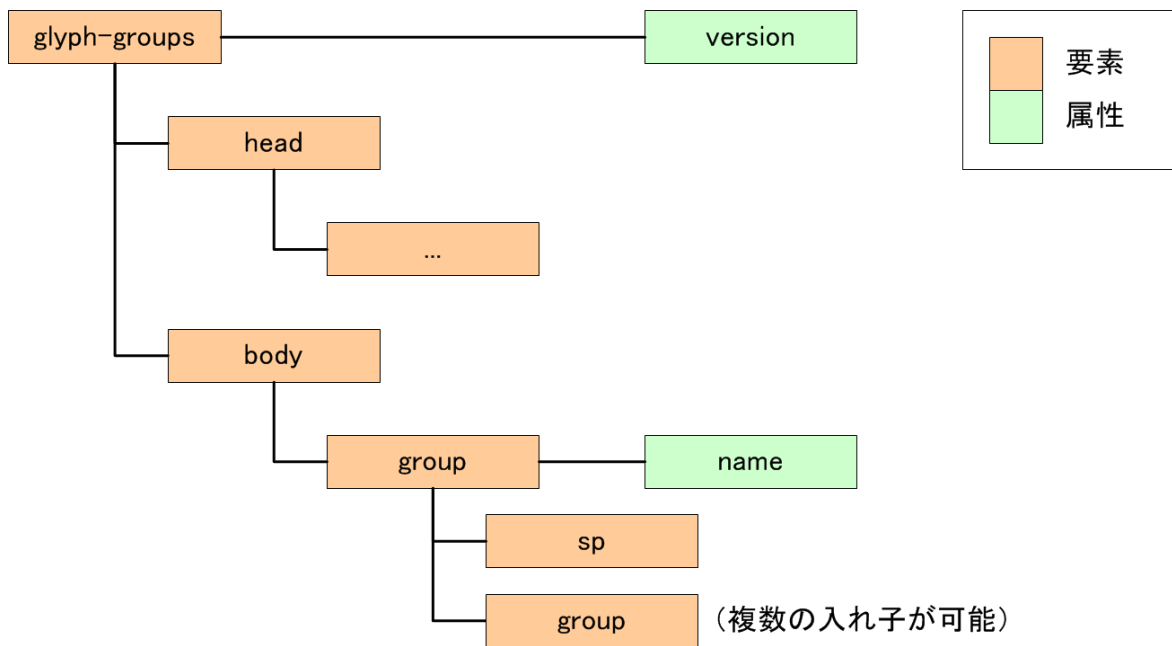 glyph-groups
version
要素
属性
head
...
body
group
name
sp
group (複数の入れ子が可能)